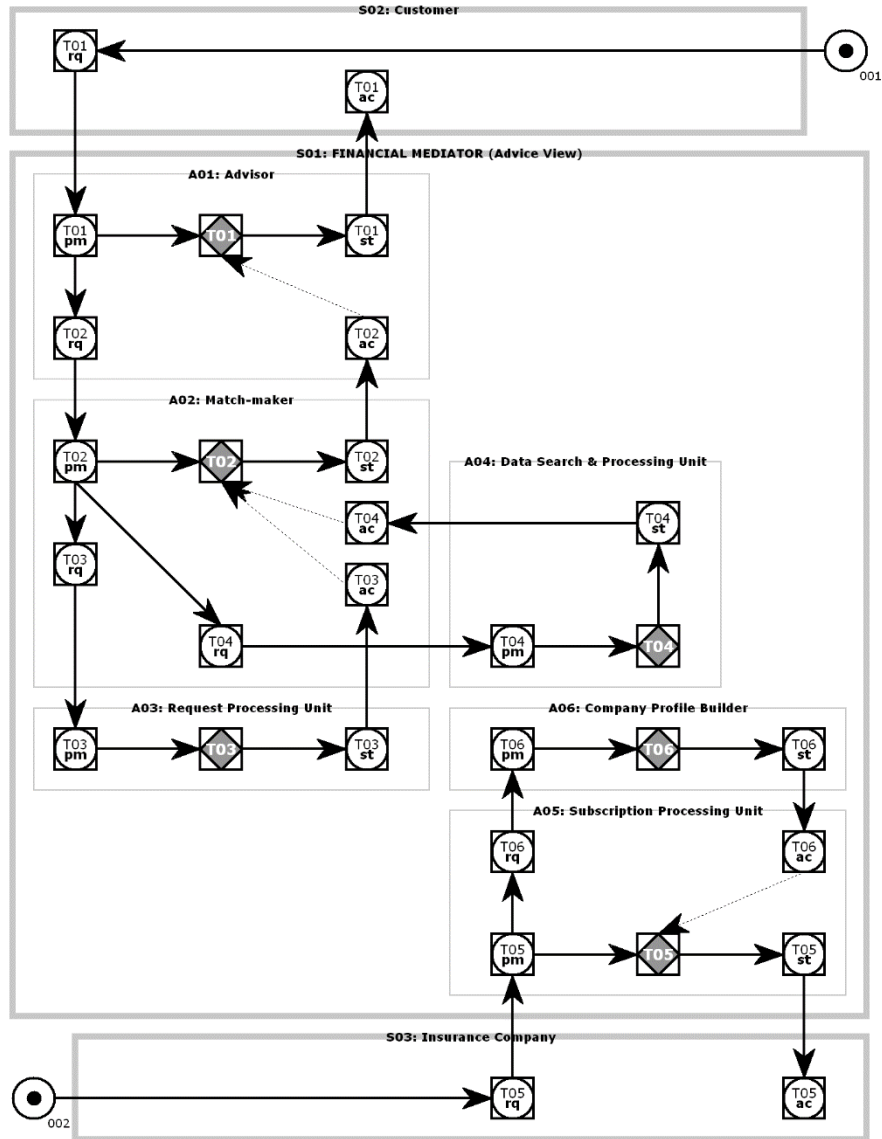 S02: Customer
T01
rq
001
T01
ac
S01: FINANCIAL MEDIATOR (Advice View)
A01: Advisor
T01
pm
T01
T01
st
T02
rq
T02
ac
A02: Match-maker
T02
pm
T02
T02
st
A04: Data Search & Processing Unit
T04
ac
T04
st
T03
rq
T03
ac
T04
rq
T04
pm
T04
A03: Request Processing Unit
A06: Company Profile Builder
T03
pm
T03
T03
st
T06
pm
T06
T06
st
A05: Subscription Processing Unit
T06
rq
T06
ac
T05
pm
T05
T05
st
S03: Insurance Company
002
T05
rq
T05
ac